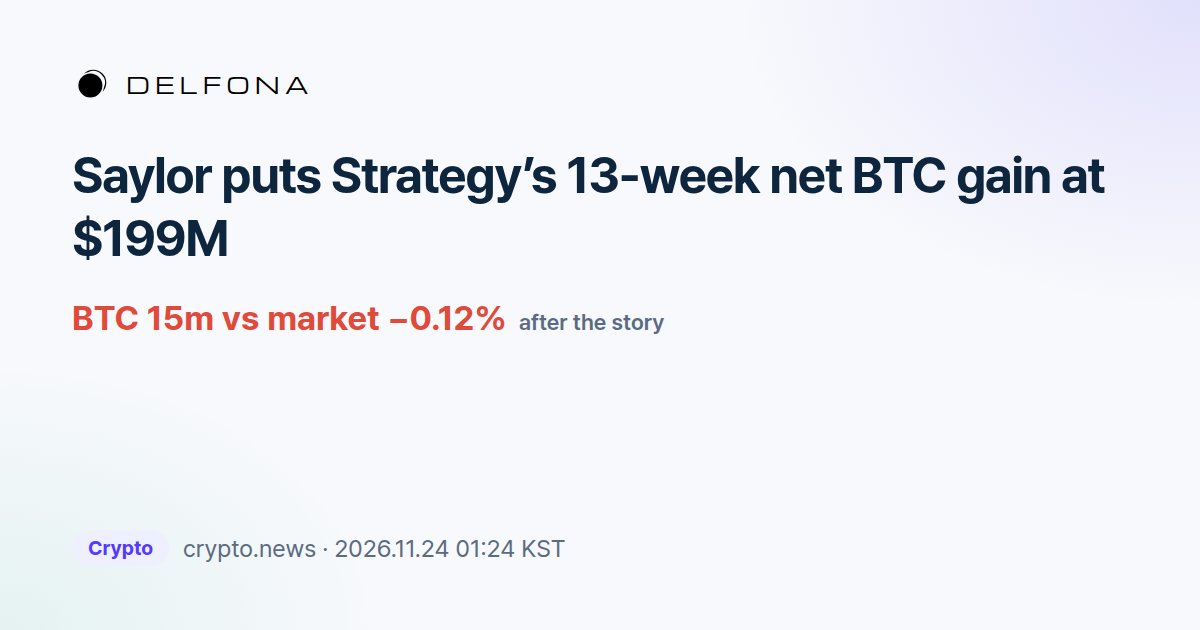 DELFONA
Saylor puts Strategy’s 13-week net BTC gain at
$199M
BTC 15m vs market −0.12% after the story
Crypto crypto.news · 2026.11.24 01:24 KST